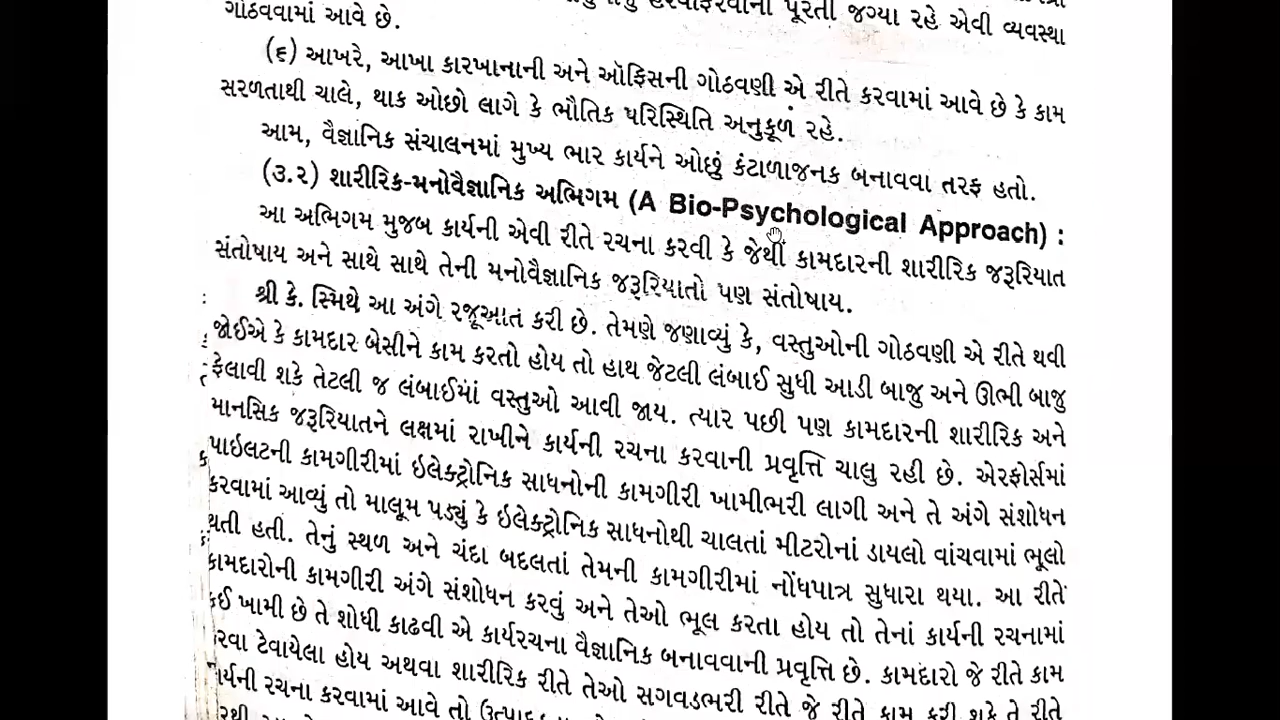 હરવાફરવાની પૂરતી જગ્યા રહે એવી વ્યવસ્થા
ગોઠવવામાં આવે છે.
(૬) આખરે, આખા કારખાનાની અને ઑફિસની ગોઠવણી એ રીતે કરવામાં આવે છે કે કામ
સરળતાથી ચાલે, થાક ઓછો લાગે કે ભૌતિક પરિસ્થિતિ અનુકૂળ રહે.
આમ, વૈજ્ઞાનિક સંચાલનમાં મુખ્ય ભાર કાર્યને ઓછું કંટાળાજનક બનાવવા તરફ હતો.
(૩.૨) શારીરિક-મનોવૈજ્ઞાનિક અભિગમ (A Bio-Psychological Approach) :
આ અભિગમ મુજબ કાર્યની એવી રીતે રચના કરવી કે જેથી કામદારની શારીરિક જરૂરિયાત
સંતોષાય અને સાથે સાથે તેની મનોવૈજ્ઞાનિક જરૂરિયાતો પણ સંતોષાય.
શ્રી કે. સ્મિથે આ અંગે રજૂઆત કરી છે. તેમણે જણાવ્યું કે, વસ્તુઓની ગોઠવણી એ રીતે થવી
જોઈએ કે કામદાર બેસીને કામ કરતો હોય તો હાથ જેટલી લંબાઈ સુધી આડી બાજુ અને ઊભી બાજુ
ફેલાવી શકે તેટલી જ લંબાઈમાં વસ્તુઓ આવી જાય. ત્યાર પછી પણ કામદારની શારીરિક અને
માનસિક જરૂરિયાતને લક્ષમાં રાખીને કાર્યની રચના કરવાની પ્રવૃત્તિ ચાલુ રહી છે. એરફોર્સમાં
પાઇલટની કામગીરીમાં ઇલેક્ટ્રોનિક સાધનોની કામગીરી ખામીભરી લાગી અને તે અંગે સંશોધન
કરવામાં આવ્યું તો માલૂમ પડ્યું કે ઇલેક્ટ્રોનિક સાધનોથી ચાલતાં મીટરોનાં ડાયલો વાંચવામાં ભૂલો
થતી હતી. તેનું સ્થળ અને ચંદા બદલતાં તેમની કામગીરીમાં નોંધપાત્ર સુધારા થયા. આ રીતે
કામદારોની કામગીરી અંગે સંશોધન કરવું અને તેઓ ભૂલ કરતા હોય તો તેનાં કાર્યની રચનામાં
કઈ ખામી છે તે શોધી કાઢવી એ કાર્યરચના વૈજ્ઞાનિક બનાવવાની પ્રવૃત્તિ છે. કામદારો જે રીતે કામ
કરવા ટેવાયેલા હોય અથવા શારીરિક રીતે તેઓ સગવડભરી રીતે જે રીતે કામ કરી શકે તે રીતે
કાર્યની રચના કરવામાં આવે તો